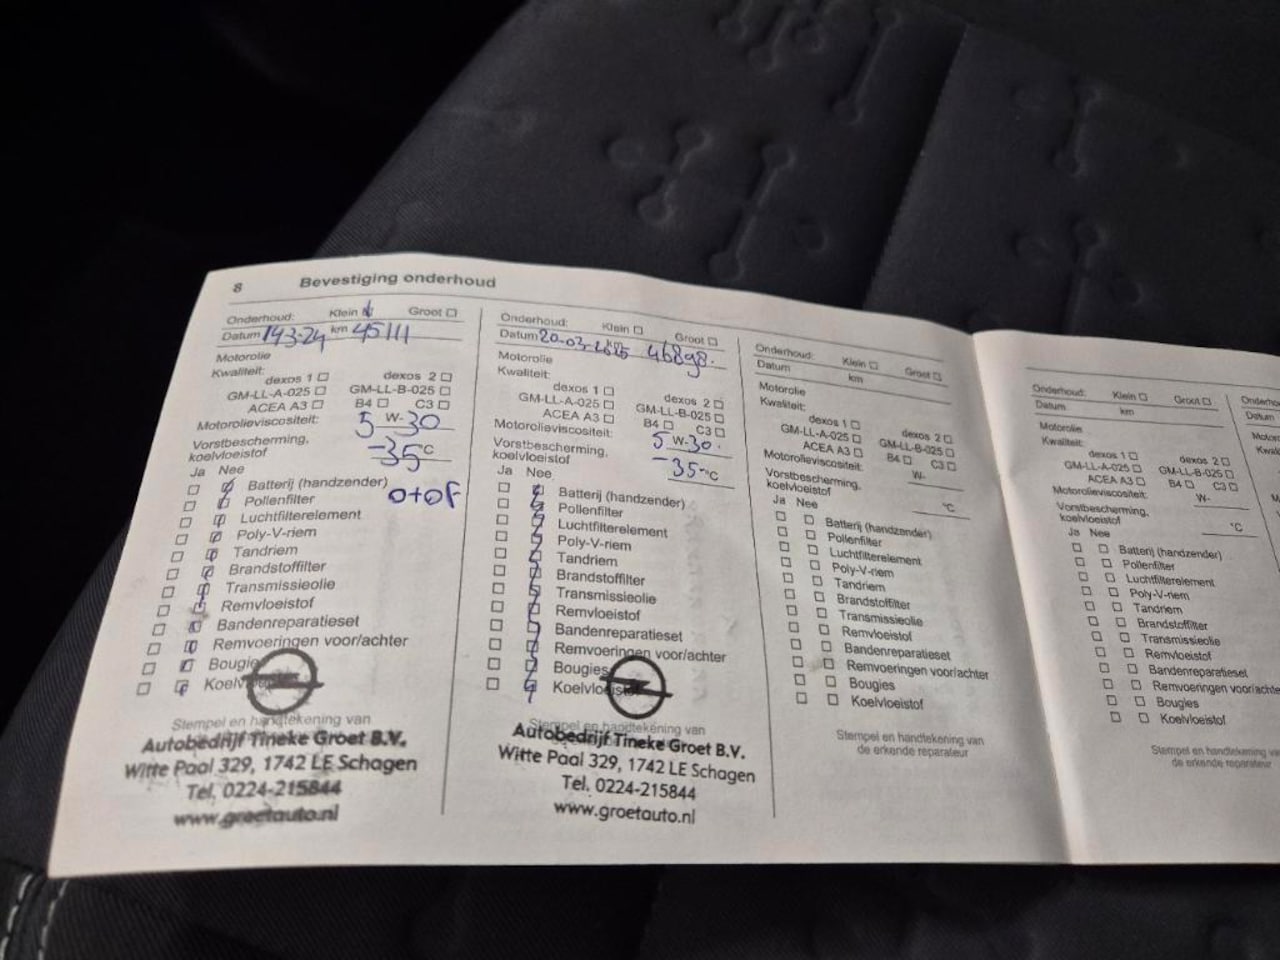 8 Bevestiging onderhoud
Onderhoud: Klein Groot
Datum 14-3-24 km 45111
Motorolie
Kwaliteit:
dexos 1 dexos 2
GM-LL-A-025 GM-LL-B-025
ACEA A3 B4 C3
Motorolieviscositeit: 5 W-30
Vorstbescherming,
koelvloeistof -35 °C
Ja Nee
Batterij (handzender)
Pollenfilter O+OF
Luchtfilterelement
Poly-V-riem
Tandriem
Brandstoffilter
Transmissieolie
Remvloeistof
Bandenreparatieset
Remvoeringen voor/achter
Bougies
Stempel en handtekening van
Autobedrijf Tineke Groet B.V.
Witte Paal 329, 1742 LE Schagen
Tel. 0224-215844
www.groetauto.nl
Onderhoud: Klein Groot
Datum 20-03-2025 km 46898
Motorolie
Kwaliteit:
dexos 1 dexos 2
GM-LL-A-025 GM-LL-B-025
ACEA A3 B4 C3
Motorolieviscositeit: 5 W-30
Vorstbescherming,
koelvloeistof -35 °C
Ja Nee
Batterij (handzender)
Pollenfilter
Luchtfilterelement
Poly-V-riem
Tandriem
Brandstoffilter
Transmissieolie
Remvloeistof
Bandenreparatieset
Remvoeringen voor/achter
Bougies
Koelvloeistof
Stempel en handtekening van
Autobedrijf Tineke Groet B.V.
Witte Paal 329, 1742 LE Schagen
Tel. 0224-215844
www.groetauto.nl
Onderhoud: Klein Groot
Datum km
Motorolie
Kwaliteit:
dexos 1 dexos 2
GM-LL-A-025 GM-LL-B-025
ACEA A3 B4 C3
Motorolieviscositeit: W-
Vorstbescherming,
koelvloeistof °C
Ja Nee
Batterij (handzender)
Pollenfilter
Luchtfilterelement
Poly-V-riem
Tandriem
Brandstoffilter
Transmissieolie
Remvloeistof
Bandenreparatieset
Remvoeringen voor/achter
Bougies
Koelvloeistof
Stempel en handtekening van
de erkende reparateur
Onderhoud: Klein Groot
Datum km
Motorolie
Kwaliteit:
dexos 1 dexos 2
GM-LL-A-025 GM-LL-B-025
ACEA A3 B4 C3
Motorolieviscositeit: W-
Vorstbescherming,
koelvloeistof °C
Ja Nee
Batterij (handzender)
Pollenfilter
Luchtfilterelement
Poly-V-riem
Tandriem
Brandstoffilter
Transmissieolie
Remvloeistof
Bandenreparatieset
Remvoeringen voor/achter
Bougies
Koelvloeistof
Stempel en handtekening
de erkende reparateur
Datum